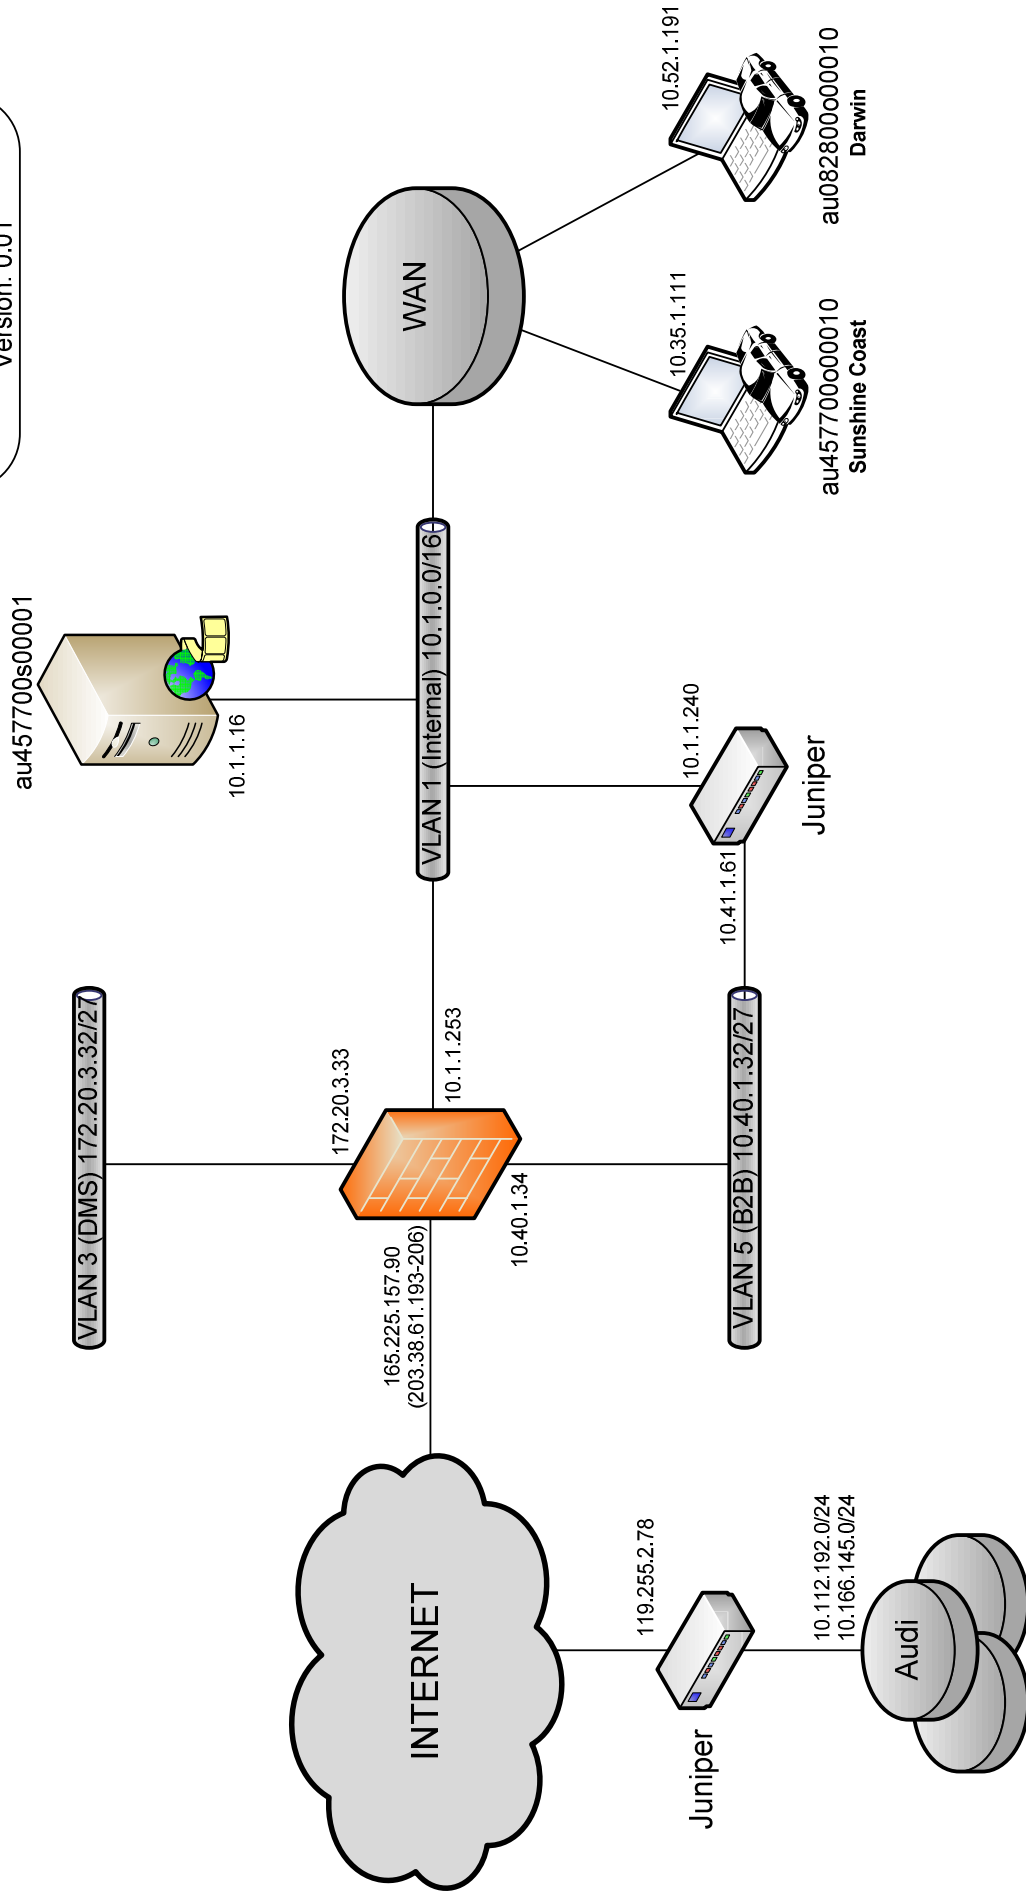 Version: 0.01
au457700s00001
10.1.1.16
VLAN 3 (DMS) 172.20.3.32/27
172.20.3.33
10.1.1.253
165.225.157.90
(203.38.61.193-206)
10.40.1.34
INTERNET
VLAN 1 (Internal) 10.1.0.0/16
WAN
119.255.2.78
Juniper
10.112.192.0/24
10.166.145.0/24
Audi
VLAN 5 (B2B) 10.40.1.32/27
10.41.1.61
10.1.1.240
Juniper
10.35.1.111
au457700o00010
Sunshine Coast
10.52.1.191
au082800o00010
Darwin